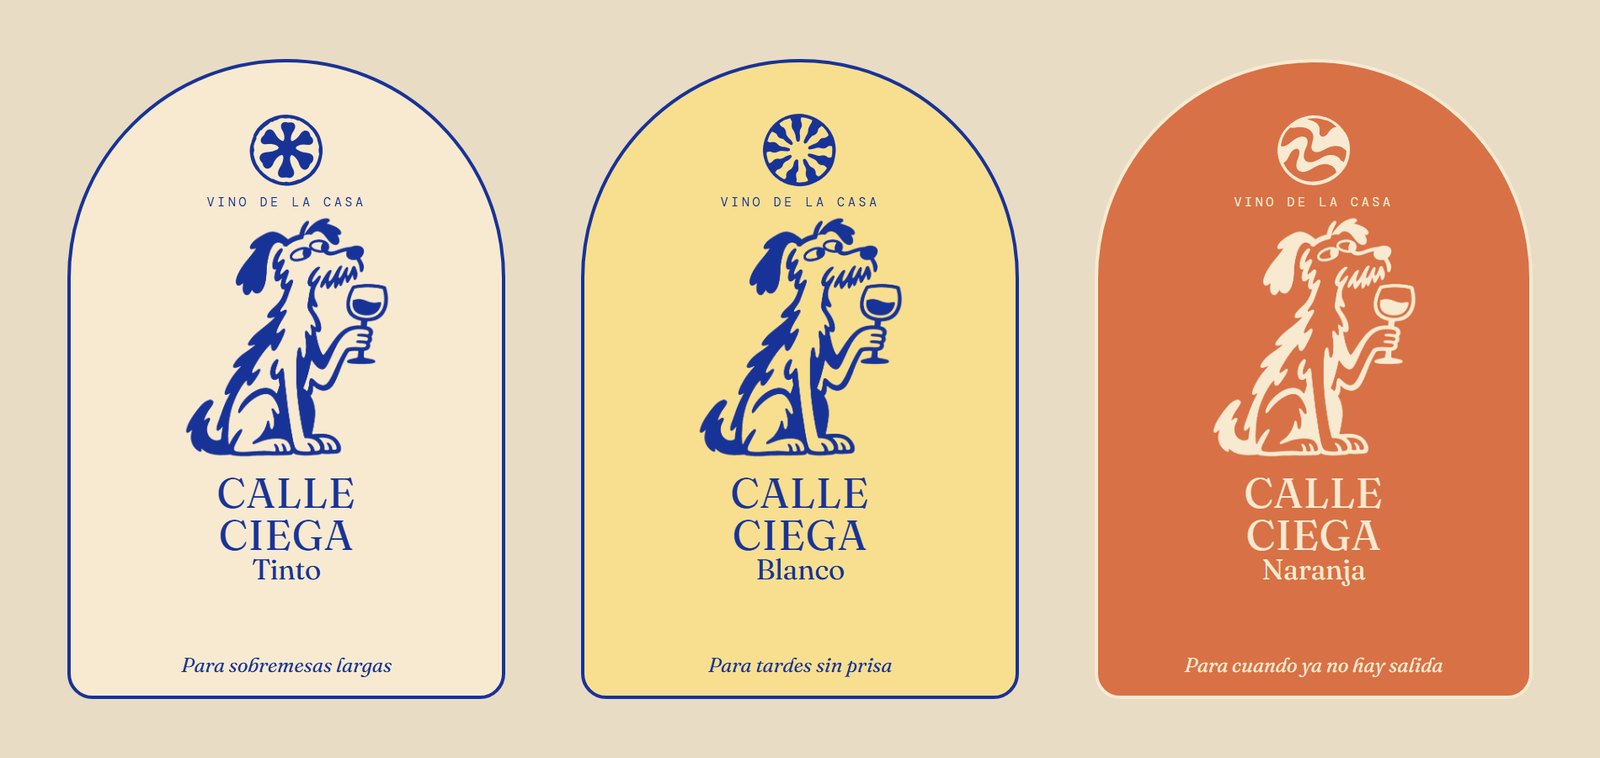 VINO DE LA CASA
CALLE
CIEGA
Tinto
Para sobremesas largas
VINO DE LA CASA
CALLE
CIEGA
Blanco
Para tardes sin prisa
VINO DE LA CASA
CALLE
CIEGA
Naranja
Para cuando ya no hay salida